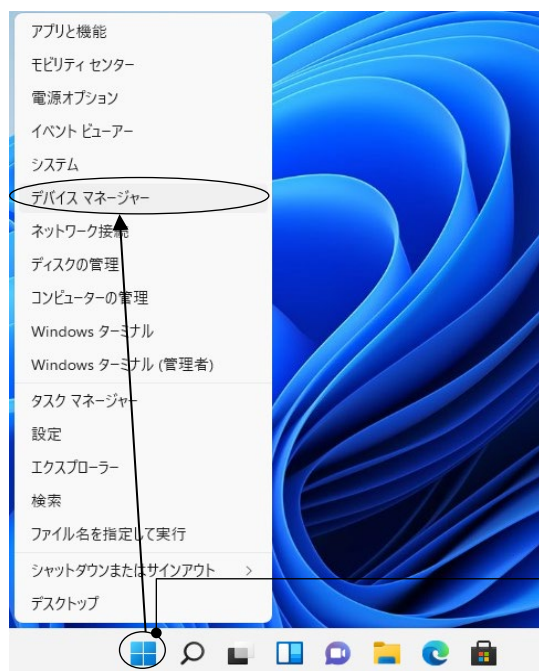 アプリと機能
モビリティ センター
電源オプション
イベント ビューアー
システム
デバイス マネージャー
ネットワーク接続
ディスクの管理
コンピューターの管理
Windows ターミナル
Windows ターミナル (管理者)
タスク マネージャー
設定
エクスプローラー
検索
ファイル名を指定して実行
シャットダウンまたはサインアウト >
デスクトップ